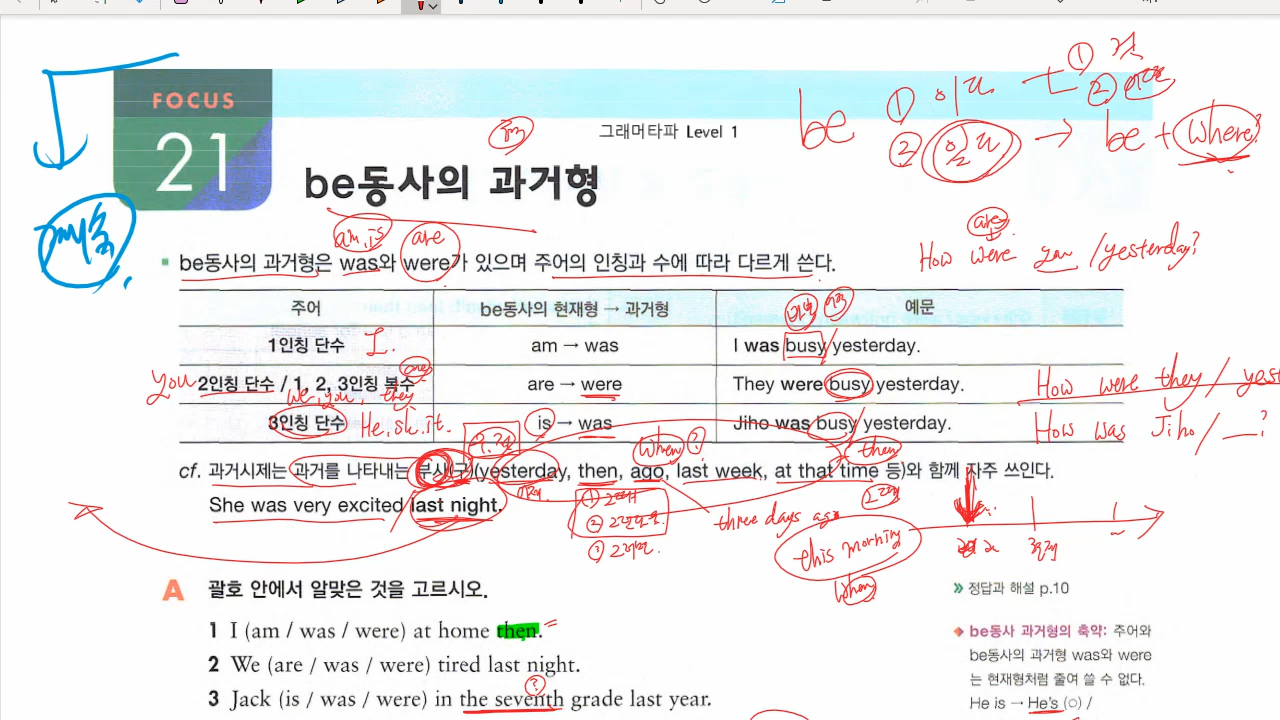 FOCUS
21
그래머타파 Level 1
be동사의 과거형
be
① 이다
②
→ be + where?
am, is
are
are
How were you / yesterday?
be동사의 과거형은 was와 were가 있으며 주어의 인칭과 수에 따라 다르게 쓴다.
주어
be동사의 현재형 → 과거형
예문
1인칭 단수
I.
am → was
I was busy yesterday.
you
2인칭 단수 / 1, 2, 3인칭 복수
are
we, you, they
are → were
They were busy yesterday.
How were they / yest
3인칭 단수
He, sh, it.
is → was
Jiho was busy yesterday.
How was Jiho / __?
when?
then
cf. 과거시제는 과거를 나타내는 부사(구)(yesterday, then, ago, last week, at that time 등)와 함께 자주 쓰인다.
She was very excited last night.
three days ago
this morning
when
A 괄호 안에서 알맞은 것을 고르시오.
1 I (am / was / were) at home then.
2 We (are / was / were) tired last night.
3 Jack (is / was / were) in the seventh grade last year.
?
» 정답과 해설 p.10
be동사 과거형의 축약: 주어와
be동사의 과거형 was와 were
는 현재형처럼 줄여 쓸 수 없다.
He is → He's (○) /